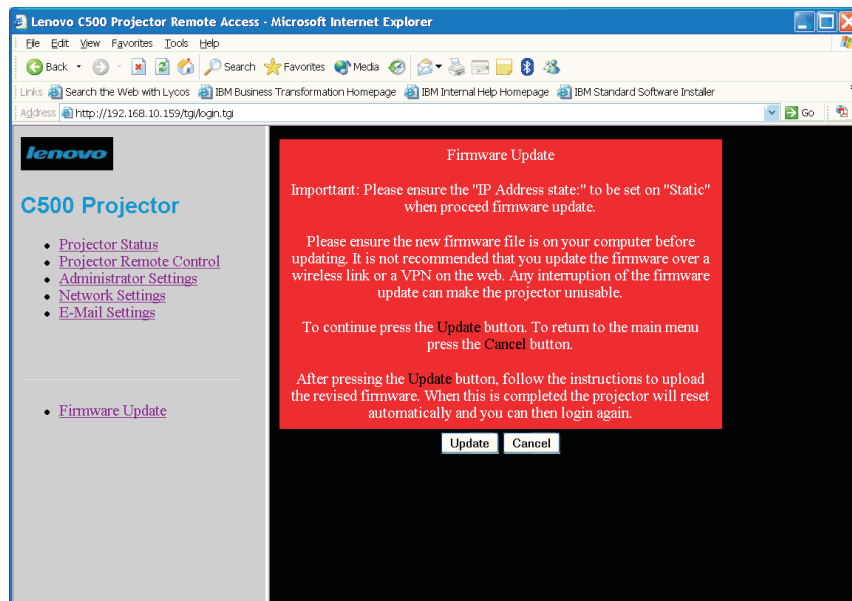 Lenovo C500 Projector Remote Access - Microsoft Internet Explorer
File Edit View Favorites Tools Help
Back Search Favorites Media
Links Search the Web with Lycos IBM Business Transformation Homepage IBM Internal Help Homepage IBM Standard Software Installer
Address http://192.168.10.159/tgi/login.tgi Go
lenovo
C500 Projector
Projector Status
Projector Remote Control
Administrator Settings
Network Settings
E-Mail Settings
Firmware Update
Firmware Update
Importtant: Please ensure the "IP Address state:" to be set on "Static"
when proceed firmware update.
Please ensure the new firmware file is on your computer before
updating. It is not recommended that you update the firmware over a
wireless link or a VPN on the web. Any interruption of the firmware
update can make the projector unusable.
To continue press the Update button. To return to the main menu
press the Cancel button.
After pressing the Update button, follow the instructions to upload
the revised firmware. When this is completed the projector will reset
automatically and you can then login again.
Update Cancel